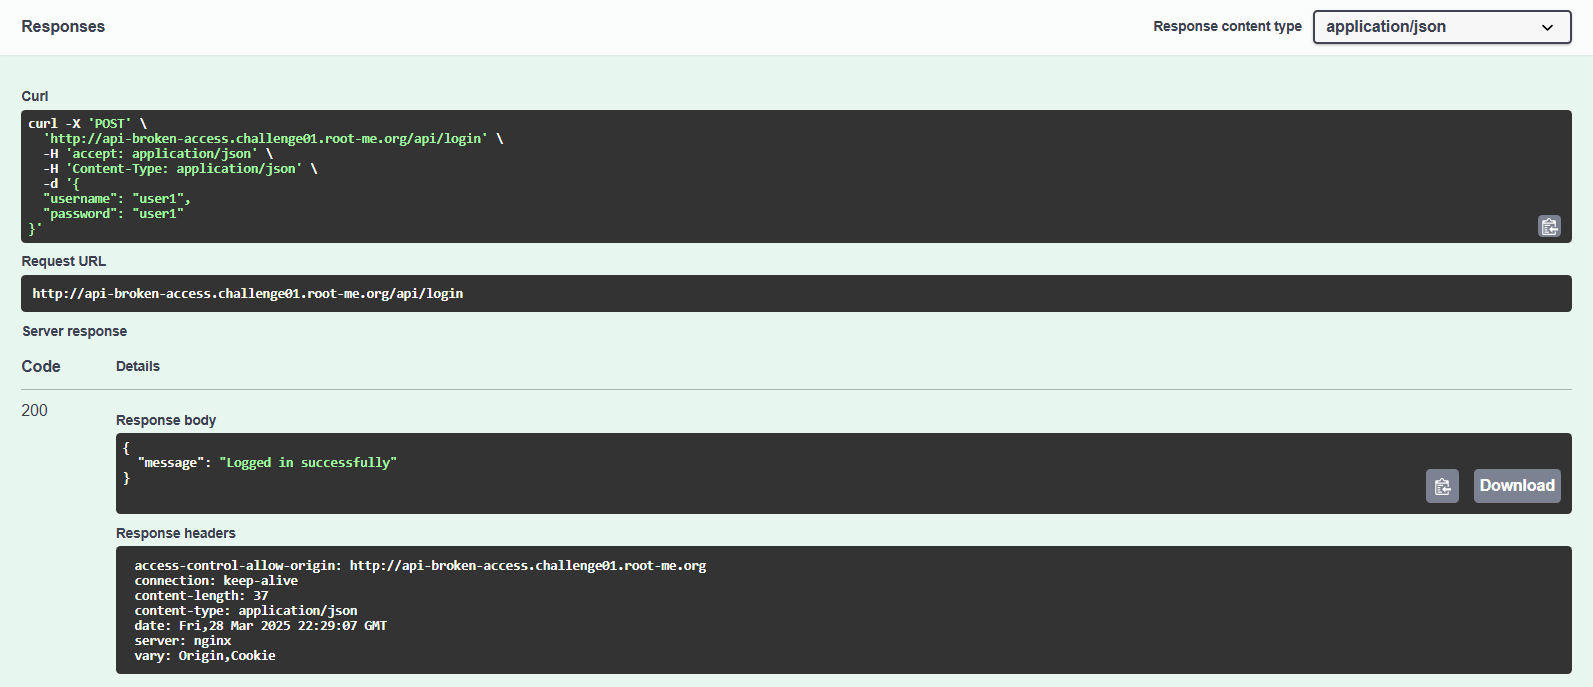 Responses
Response content type
application/json
Curl
curl -X 'POST' \
  'http://api-broken-access.challenge01.root-me.org/api/login' \
  -H 'accept: application/json' \
  -H 'Content-Type: application/json' \
  -d '{
  "username": "user1",
  "password": "user1"
}'
Request URL
http://api-broken-access.challenge01.root-me.org/api/login
Server response
Code Details
200
Response body
{
  "message": "Logged in successfully"
}
Download
Response headers
access-control-allow-origin: http://api-broken-access.challenge01.root-me.org
connection: keep-alive
content-length: 37
content-type: application/json
date: Fri,28 Mar 2025 22:29:07 GMT
server: nginx
vary: Origin,Cookie